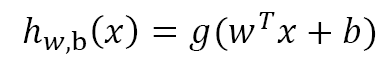 h_{w,b}(x) = g(w^T x + b)